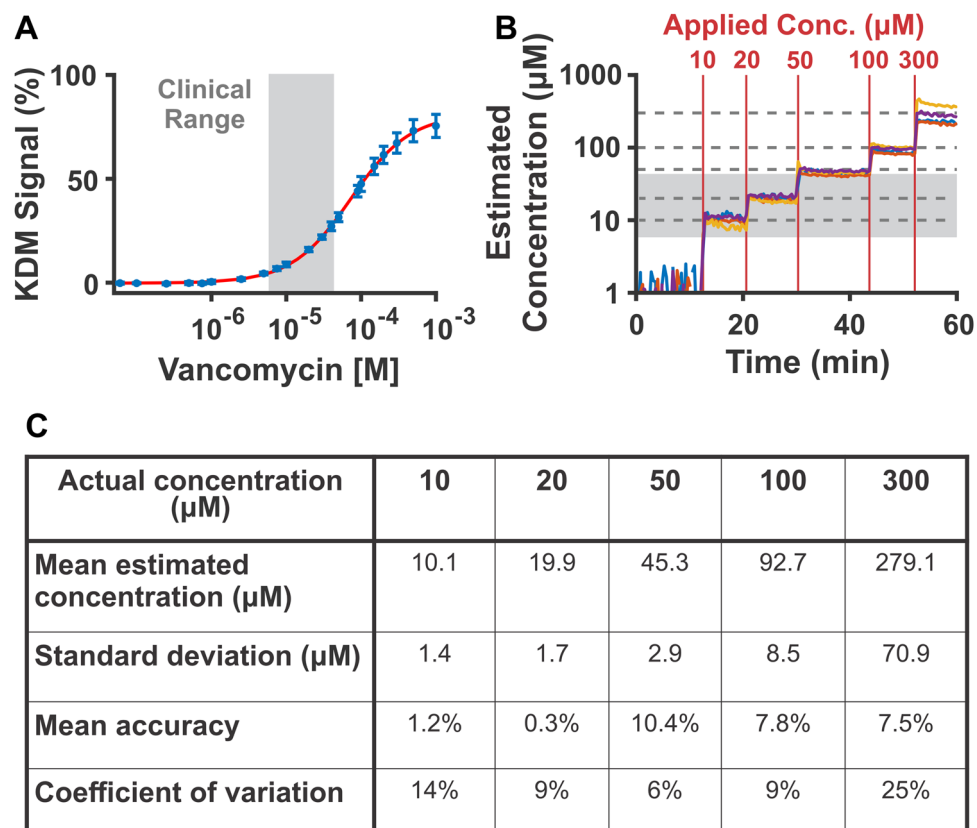 A
KDM Signal (%)
100
50
0
Clinical
Range
10⁻⁶ 10⁻⁵ 10⁻⁴ 10⁻³
Vancomycin [M]
B
Applied Conc. (µM)
10 20 50 100 300
Estimated
Concentration (µM)
1000
100
10
1
0 20 40 60
Time (min)
C
Actual concentration
(µM) 10 20 50 100 300
Mean estimated
concentration (µM) 10.1 19.9 45.3 92.7 279.1
Standard deviation (µM) 1.4 1.7 2.9 8.5 70.9
Mean accuracy 1.2% 0.3% 10.4% 7.8% 7.5%
Coefficient of variation 14% 9% 6% 9% 25%